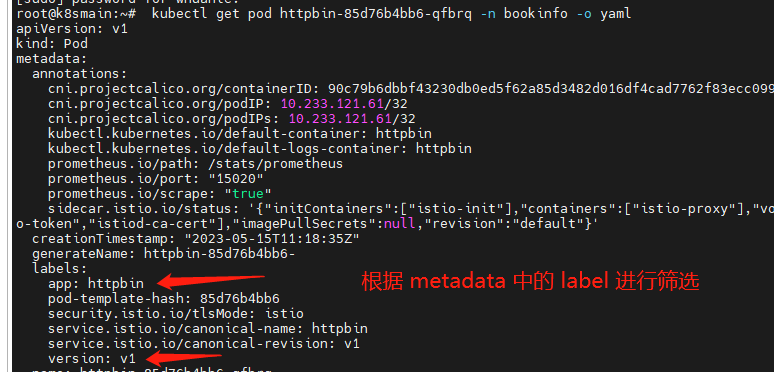 [sudo] password for whuanle:
root@k8smain:~# kubectl get pod httpbin-85d76b4bb6-qfbrq -n bookinfo -o yaml
apiVersion: v1
kind: Pod
metadata:
annotations:
cni.projectcalico.org/containerID: 90c79b6dbbf43230db0ed5f62a85d3482d016df4cad7762f83ecc099
cni.projectcalico.org/podIP: 10.233.121.61/32
cni.projectcalico.org/podIPs: 10.233.121.61/32
kubectl.kubernetes.io/default-container: httpbin
kubectl.kubernetes.io/default-logs-container: httpbin
prometheus.io/path: /stats/prometheus
prometheus.io/port: "15020"
prometheus.io/scrape: "true"
sidecar.istio.io/status: '{"initContainers":["istio-init"],"containers":["istio-proxy"],"vo
o-token","istiod-ca-cert"],"imagePullSecrets":null,"revision":"default"}'
creationTimestamp: "2023-05-15T11:18:35Z"
generateName: httpbin-85d76b4bb6-
labels:
app: httpbin
根据 metadata 中的 label 进行筛选
pod-template-hash: 85d76b4bb6
security.istio.io/tlsMode: istio
service.istio.io/canonical-name: httpbin
service.istio.io/canonical-revision: v1
version: v1
name: httpbin-85d76b4bb6-qfbrq